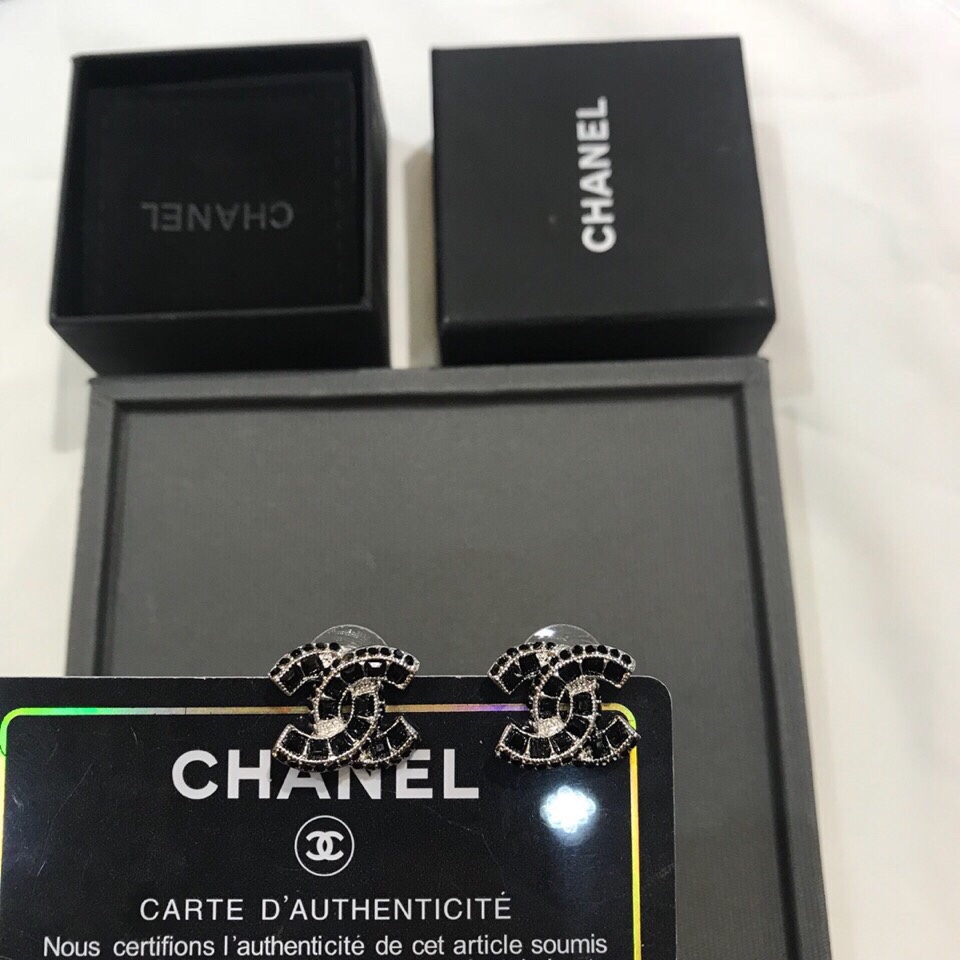 CHANEL
CHANEL
CHANEL
CARTE D'AUTHENTICITÉ
Nous certifions l'authenticité de cet article soumis